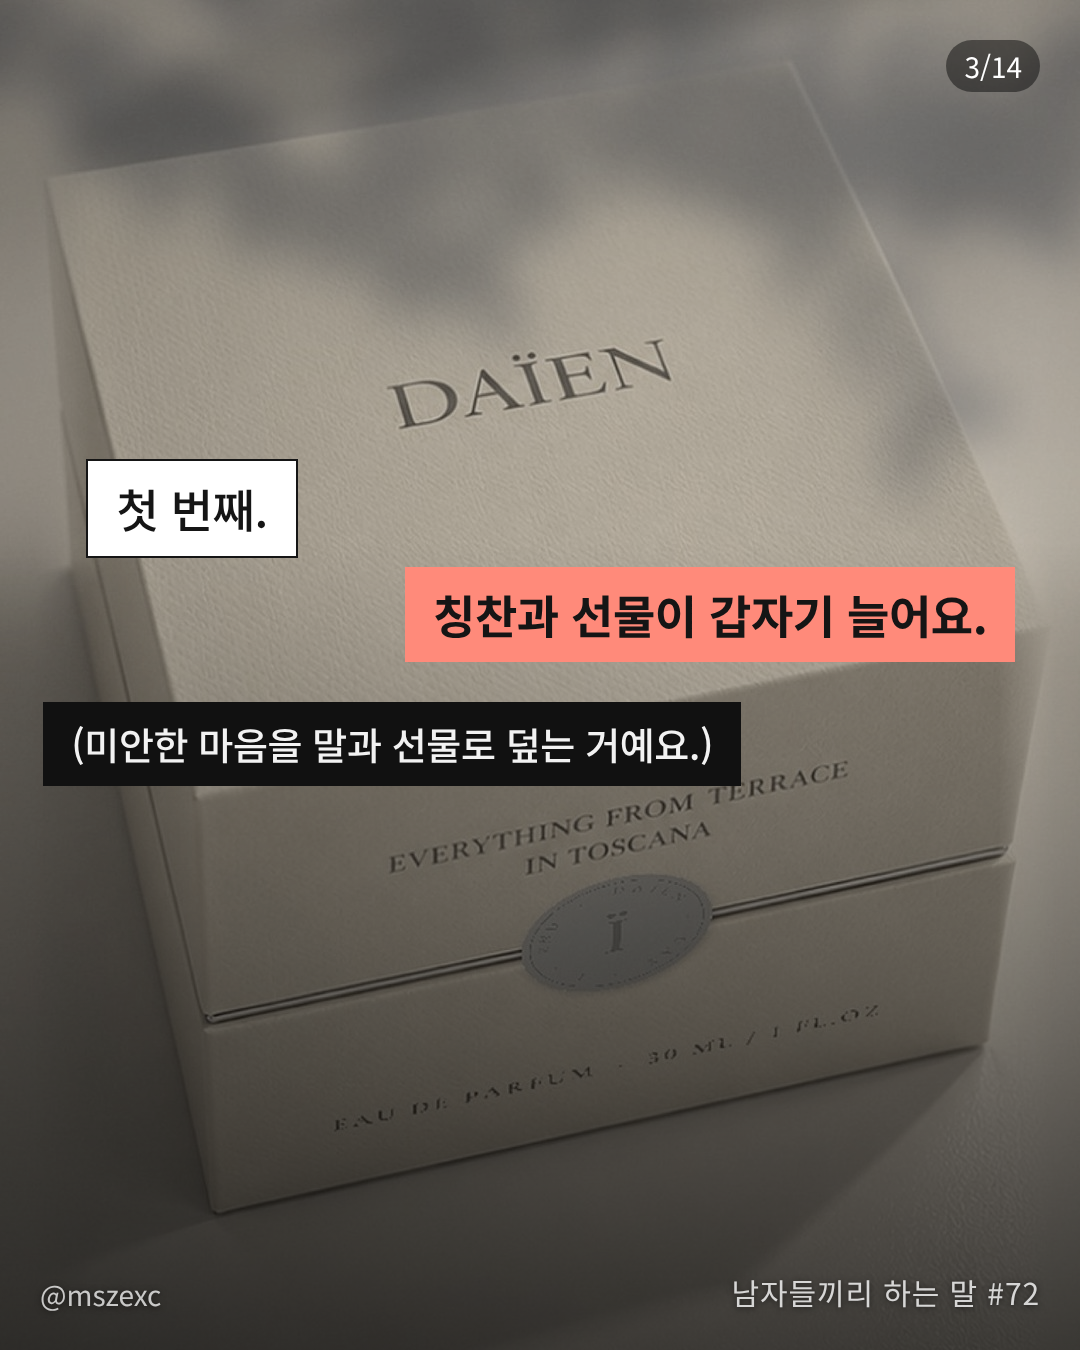 3/14
DAÏEN
첫 번째.
칭찬과 선물이 갑자기 늘어요.
(미안한 마음을 말과 선물로 덮는 거예요.)
EVERYTHING FROM TERRACE
IN TOSCANA
Ï
EAU DE PARFUM · 30 ML / 1 FL.OZ
@mszexc
남자들끼리 하는 말 #72